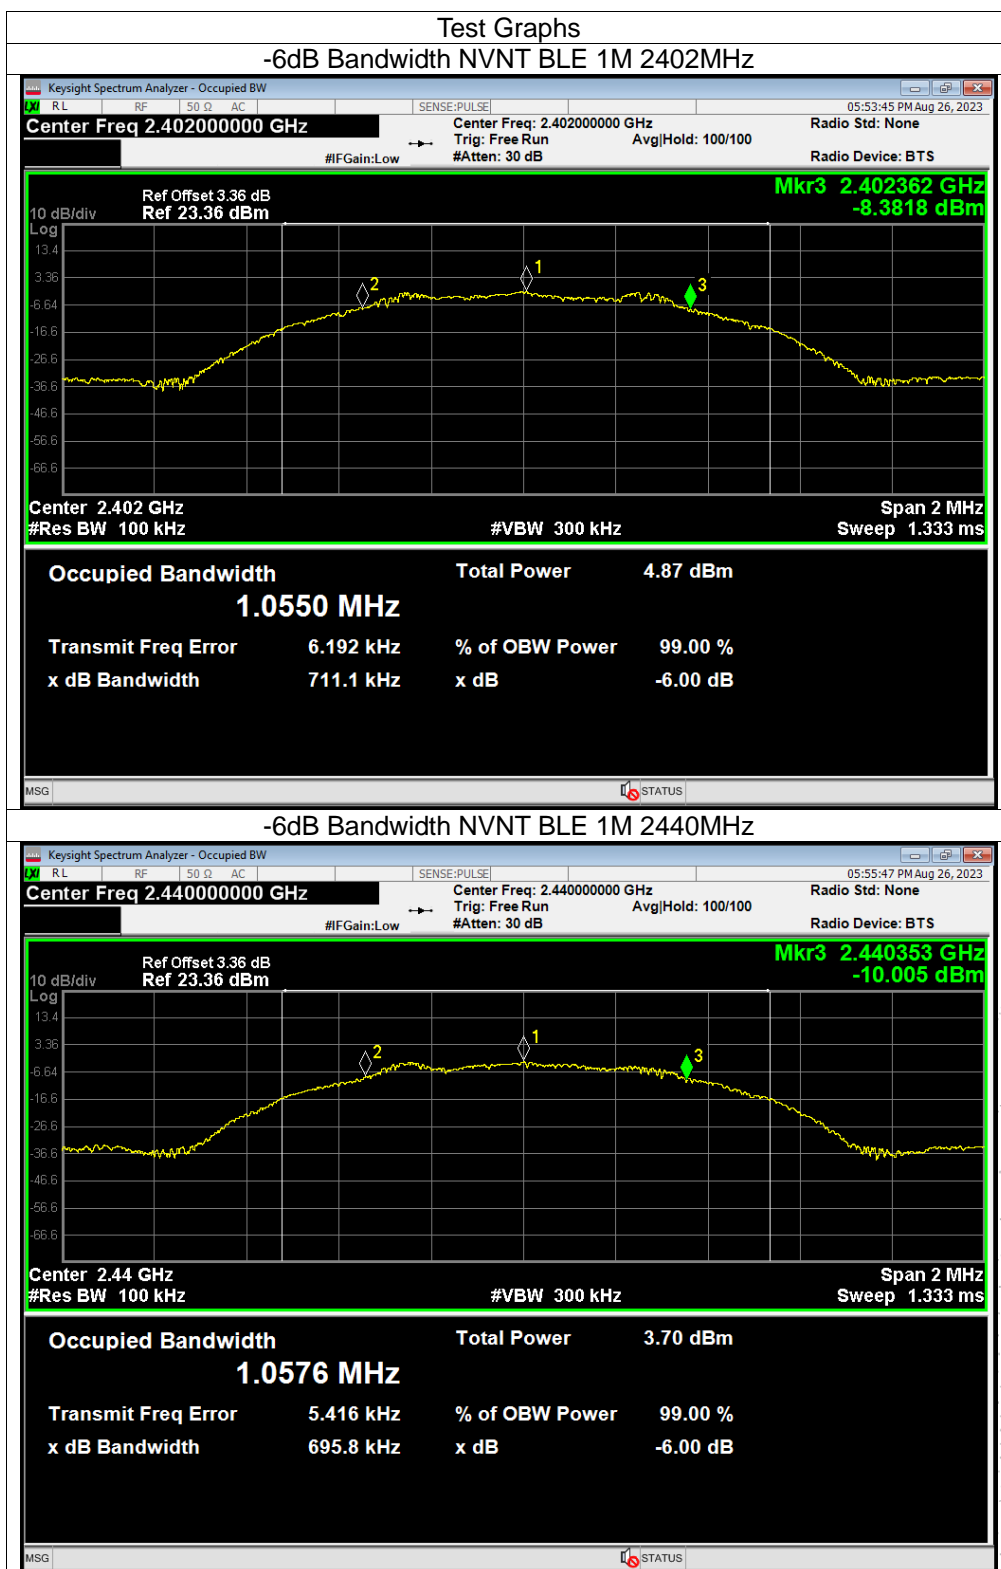 Test Graphs
-6dB Bandwidth NVNT BLE 1M 2402MHz
Keysight Spectrum Analyzer - Occupied BW
LXI RL RF 50 Ω AC SENSE:PULSE 05:53:45 PM Aug 26, 2023
Center Freq 2.402000000 GHz Center Freq: 2.402000000 GHz Radio Std: None
Trig: Free Run Avg|Hold: 100/100
#IFGain:Low #Atten: 30 dB Radio Device: BTS
Mkr3 2.402362 GHz
Ref Offset 3.36 dB
10 dB/div Ref 23.36 dBm -8.3818 dBm
Log
13.4
3.36
-6.64
-16.6
-26.6
-36.6
-46.6
-56.6
-66.6
1
2
3
Center 2.402 GHz Span 2 MHz
#Res BW 100 kHz #VBW 300 kHz Sweep 1.333 ms
Occupied Bandwidth Total Power 4.87 dBm
1.0550 MHz
Transmit Freq Error 6.192 kHz % of OBW Power 99.00 %
x dB Bandwidth 711.1 kHz x dB -6.00 dB
MSG STATUS
-6dB Bandwidth NVNT BLE 1M 2440MHz
Keysight Spectrum Analyzer - Occupied BW
LXI RL RF 50 Ω AC SENSE:PULSE 05:55:47 PM Aug 26, 2023
Center Freq 2.440000000 GHz Center Freq: 2.440000000 GHz Radio Std: None
Trig: Free Run Avg|Hold: 100/100
#IFGain:Low #Atten: 30 dB Radio Device: BTS
Mkr3 2.440353 GHz
Ref Offset 3.36 dB
10 dB/div Ref 23.36 dBm -10.005 dBm
Log
13.4
3.36
-6.64
-16.6
-26.6
-36.6
-46.6
-56.6
-66.6
1
2
3
Center 2.44 GHz Span 2 MHz
#Res BW 100 kHz #VBW 300 kHz Sweep 1.333 ms
Occupied Bandwidth Total Power 3.70 dBm
1.0576 MHz
Transmit Freq Error 5.416 kHz % of OBW Power 99.00 %
x dB Bandwidth 695.8 kHz x dB -6.00 dB
MSG STATUS